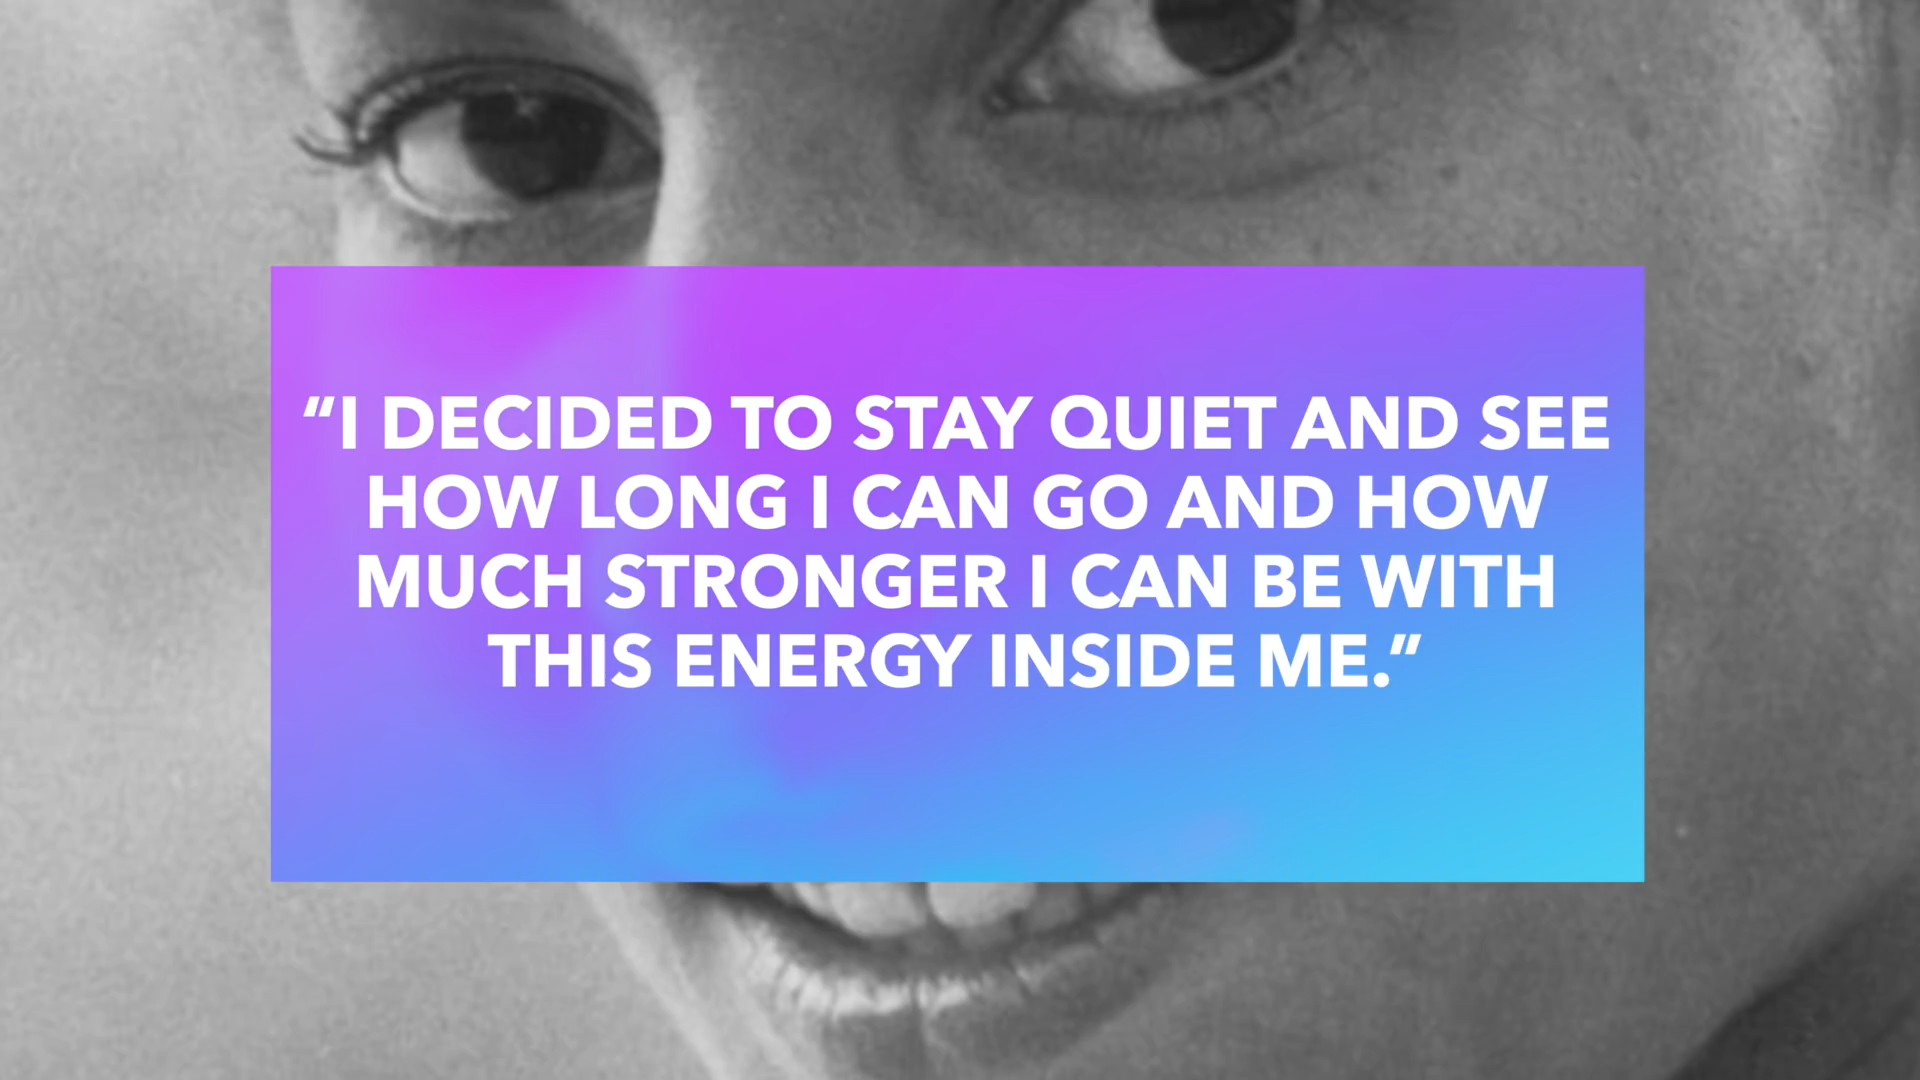 “I DECIDED TO STAY QUIET AND SEE
HOW LONG I CAN GO AND HOW
MUCH STRONGER I CAN BE WITH
THIS ENERGY INSIDE ME.”